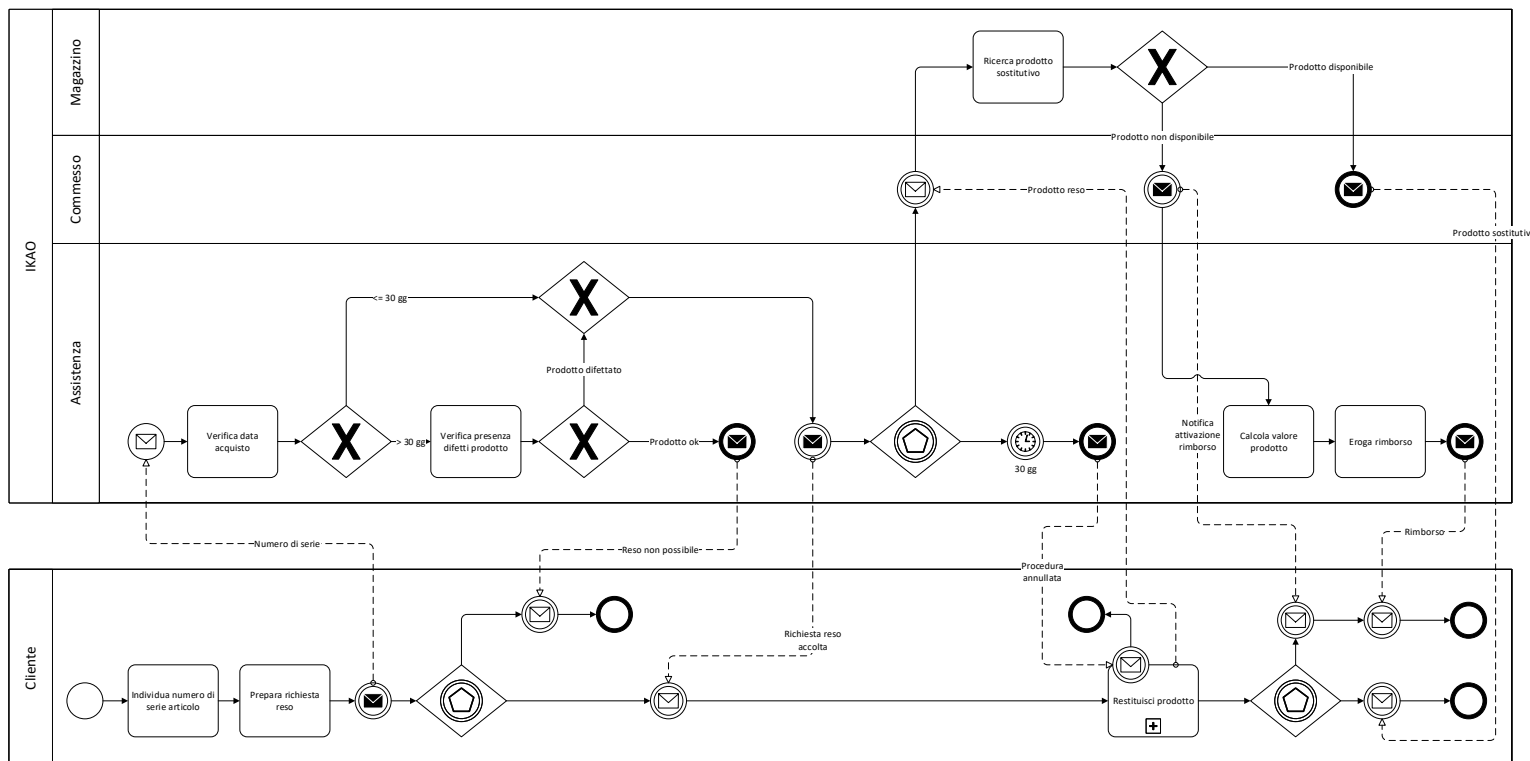 IKAO
Magazzino
Ricerca prodotto
sostitutivo
Prodotto disponibile
Prodotto non disponibile
Commesso
Prodotto reso
Prodotto sostitutiv
Assistenza
<= 30 gg
Prodotto difettato
Verifica data
acquisto
> 30 gg
Verifica presenza
difetti prodotto
Prodotto ok
30 gg
Notifica
attivazione
rimborso
Calcola valore
prodotto
Eroga rimborso
Numero di serie
Reso non possibile
Rimborso
Procedura
annullata
Richiesta reso
accolta
Cliente
Individua numero di
serie articolo
Prepara richiesta
reso
Restituisci prodotto